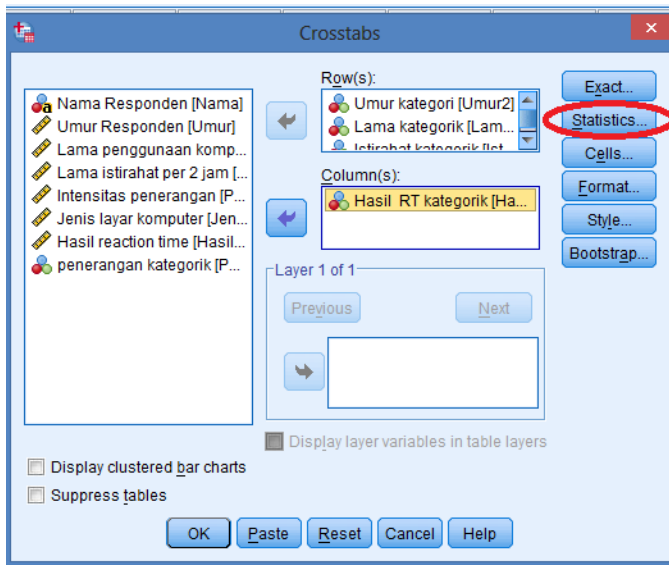 Crosstabs
Nama Responden [Nama]
Umur Responden [Umur]
Lama penggunaan komp...
Lama istirahat per 2 jam [...
Intensitas penerangan [P...
Jenis layar komputer [Jen...
Hasil reaction time [Hasil...
penerangan kategorik [P...
Row(s):
Umur kategori [Umur2]
Lama kategorik [Lam...
Istirahat kategorik [Ist...
Column(s):
Hasil RT kategorik [Ha...
Layer 1 of 1
Previous
Next
Display layer variables in table layers
Exact...
Statistics...
Cells...
Format...
Style...
Bootstrap...
Display clustered bar charts
Suppress tables
OK Paste Reset Cancel Help